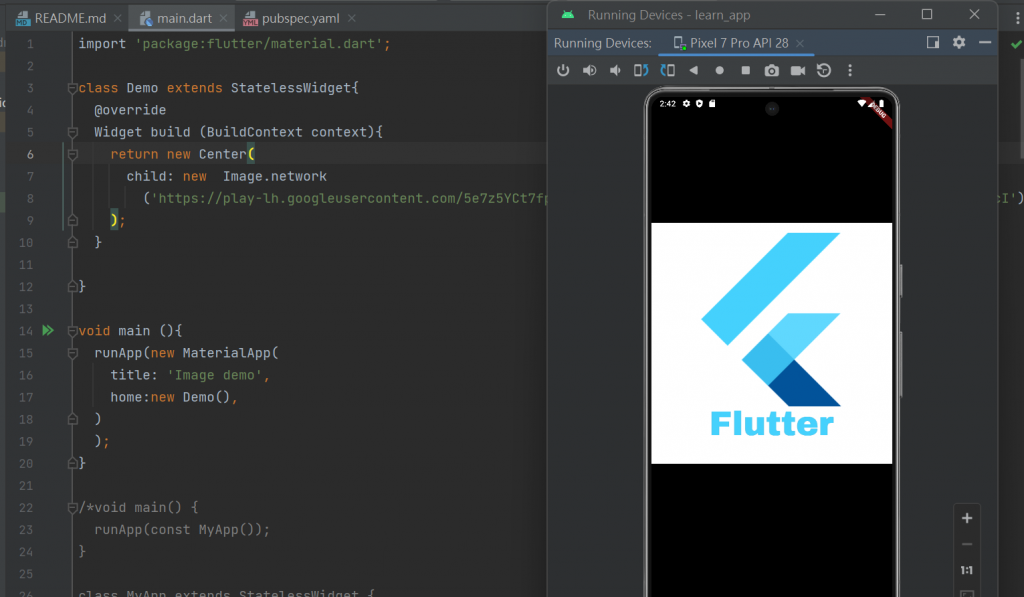 README.md
main.dart
pubspec.yaml
1 import 'package:flutter/material.dart';
2
3 class Demo extends StatelessWidget{
4 @override
5 Widget build (BuildContext context){
6 return new Center(
7 child: new  Image.network
8 ('https://play-lh.googleusercontent.com/5e7z5YCt7fp
9 );
10 }
11
12 }
13
14 void main (){
15 runApp(new MaterialApp(
16 title: 'Image demo',
17 home:new Demo(),
18 )
19 );
20 }
21
22 /*void main() {
23 runApp(const MyApp());
24 }
25
26 class MyApp extends StatelessWidget {
Running Devices - learn_app
Running Devices: Pixel 7 Pro API 28
2:42
Flutter
1:1